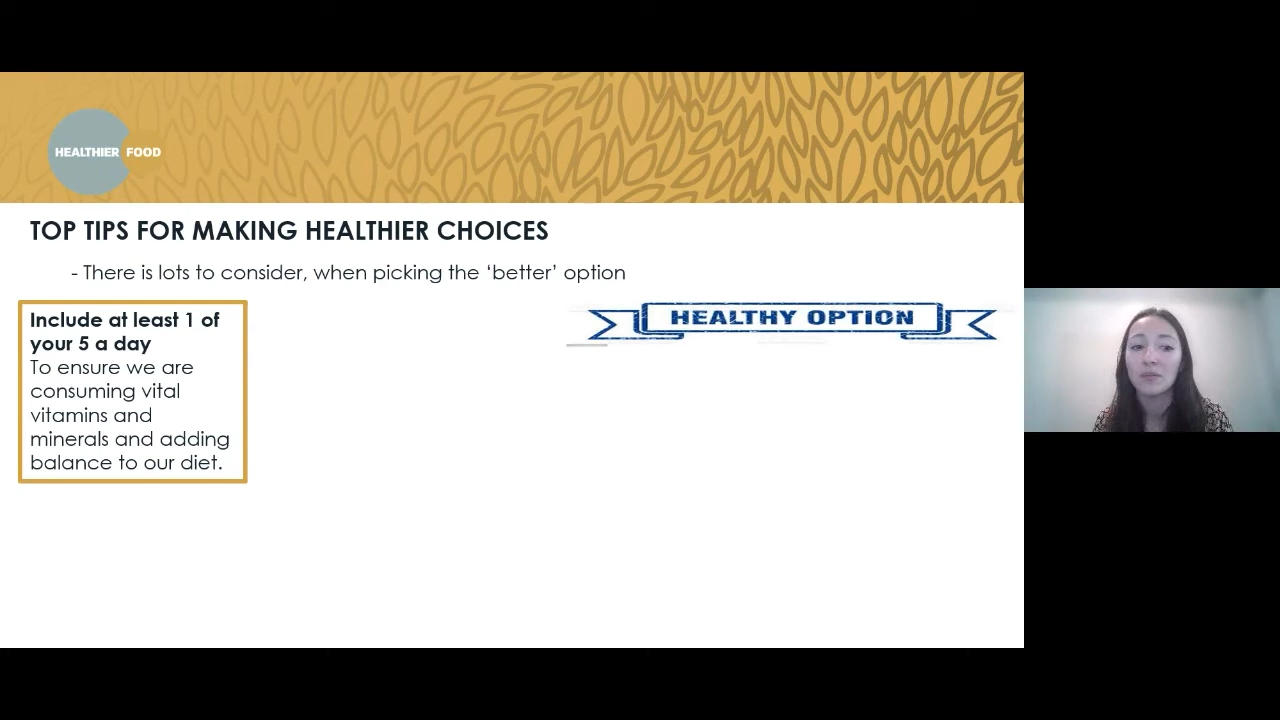 HEALTHIER FOOD
TOP TIPS FOR MAKING HEALTHIER CHOICES
- There is lots to consider, when picking the ‘better’ option
HEALTHY OPTION
Include at least 1 of
your 5 a day
To ensure we are
consuming vital
vitamins and
minerals and adding
balance to our diet.